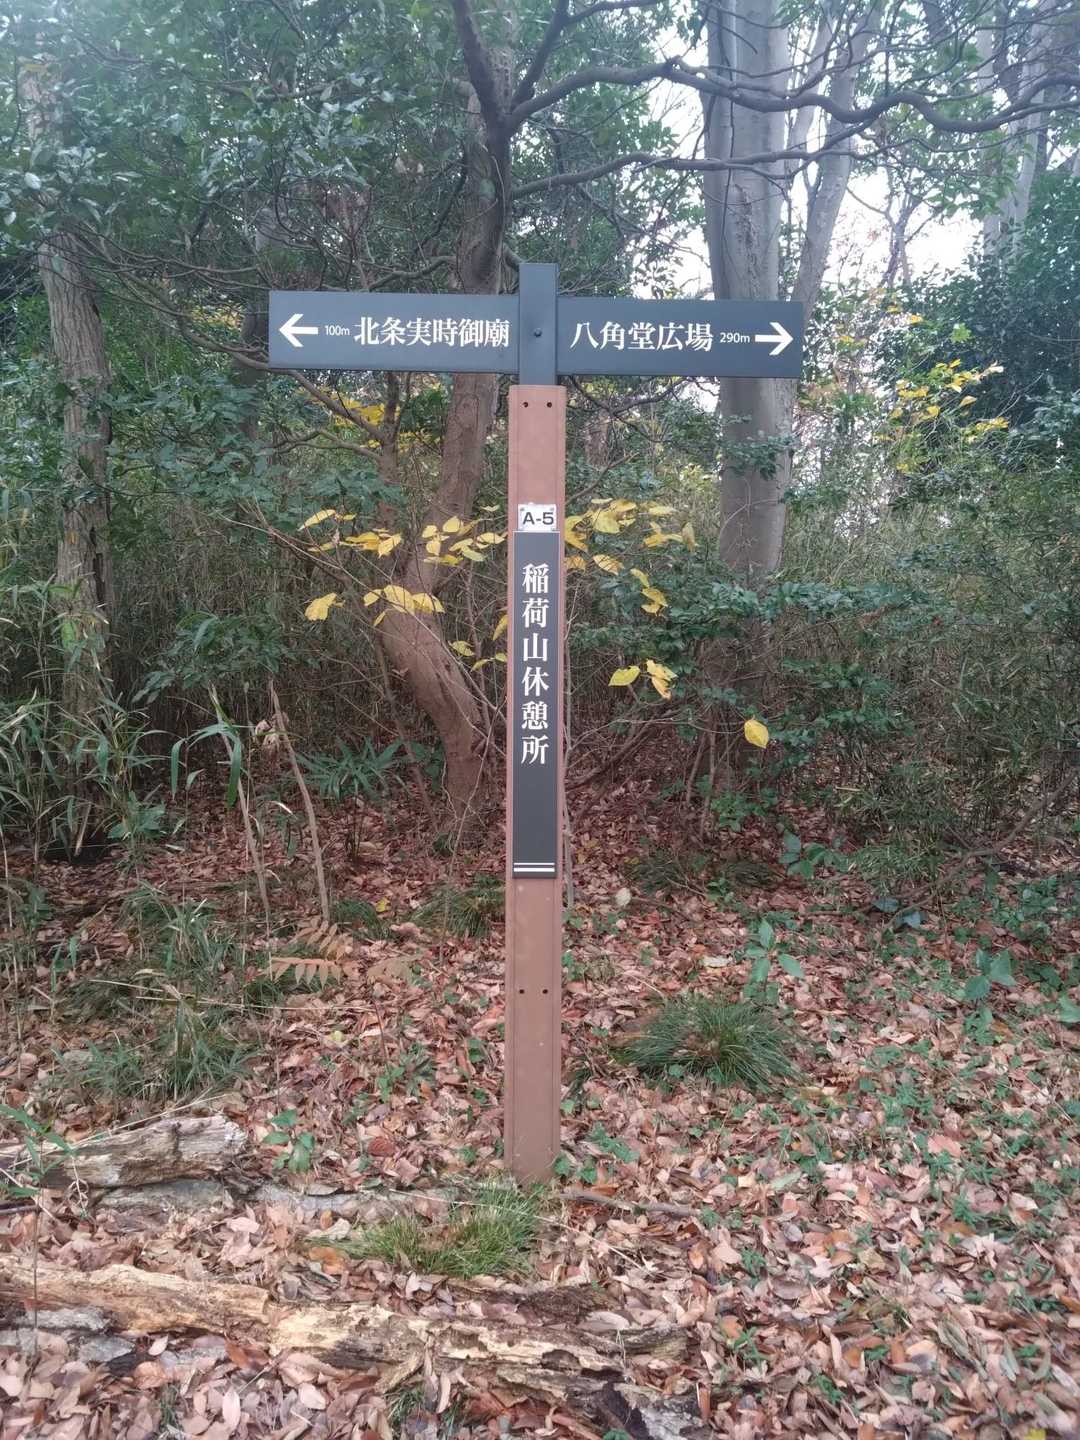 ← 100m 北条実時御廟
八角堂広場 290m →
A-5
稲荷山休憩所